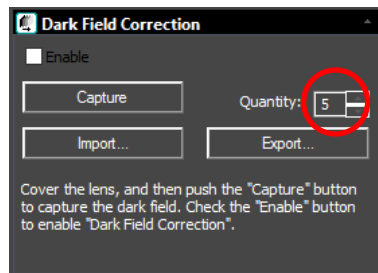 Dark Field Correction
Enable
Capture
Quantity: 5
Import...
Export...
Cover the lens, and then push the "Capture" button
to capture the dark field. Check the "Enable" button
to enable "Dark Field Correction".